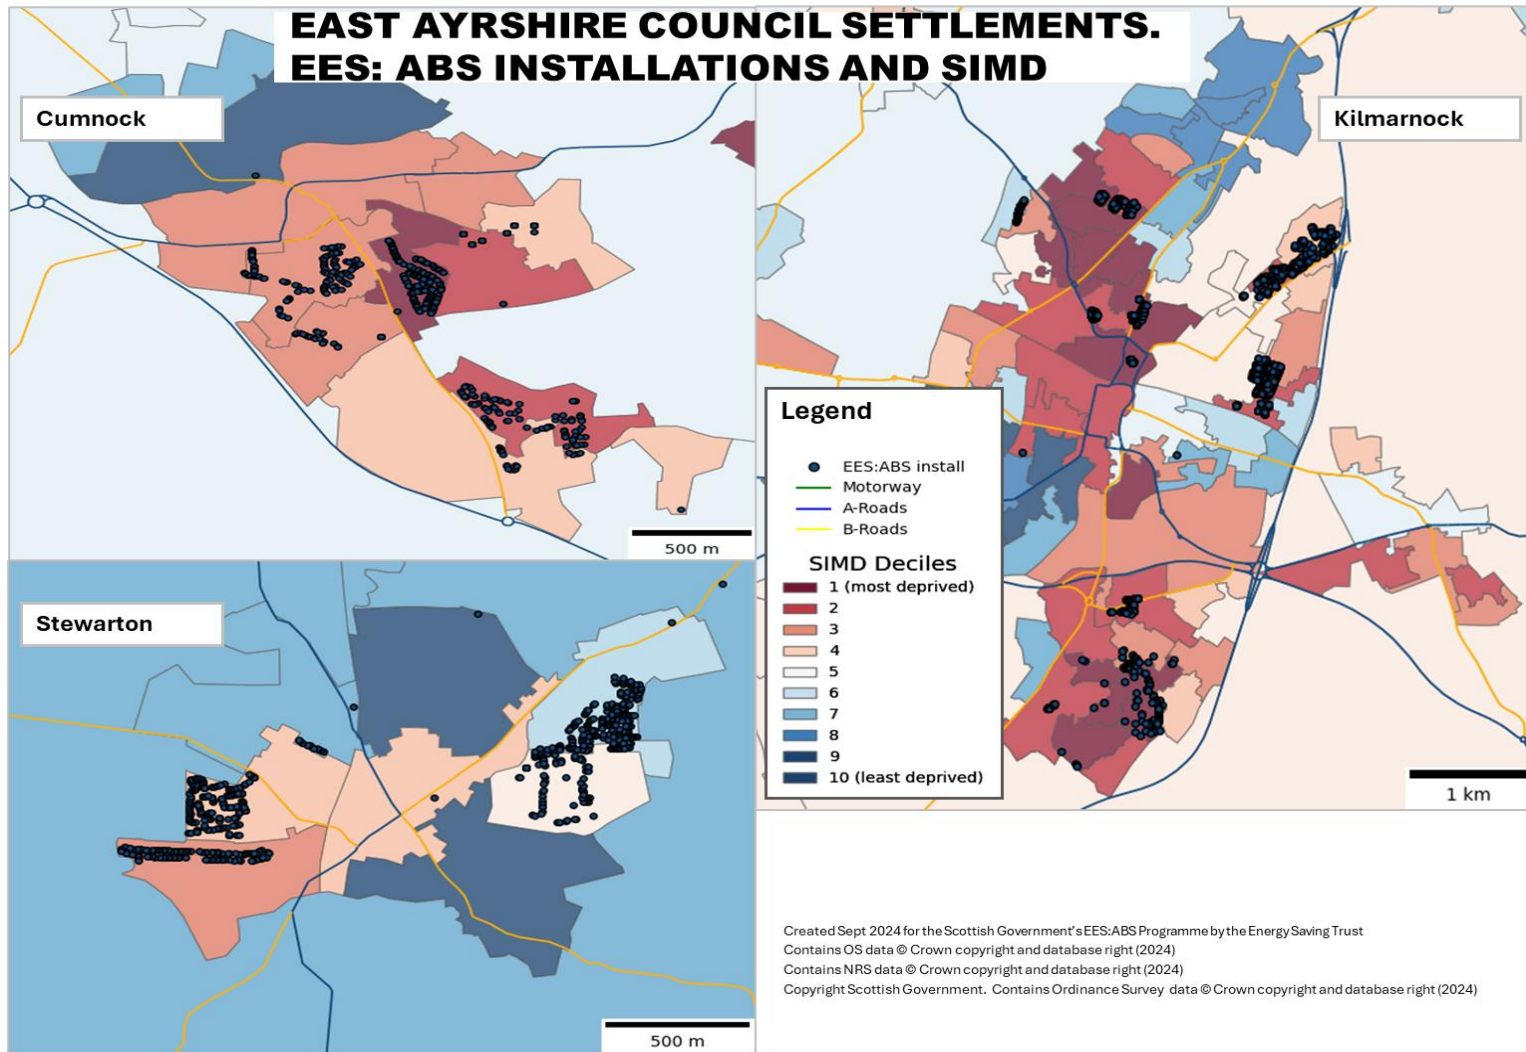 EAST AYRSHIRE COUNCIL SETTLEMENTS.
EES: ABS INSTALLATIONS AND SIMD
Cumnock
Kilmarnock
500 m
Stewarton
500 m
Legend
EES:ABS install
Motorway
A-Roads
B-Roads
SIMD Deciles
1 (most deprived)
2
3
4
5
6
7
8
9
10 (least deprived)
1 km
Created Sept 2024 for the Scottish Government's EES:ABS Programme by the Energy Saving Trust
Contains OS data © Crown copyright and database right (2024)
Contains NRS data © Crown copyright and database right (2024)
Copyright Scottish Government. Contains Ordinance Survey data © Crown copyright and database right (2024)